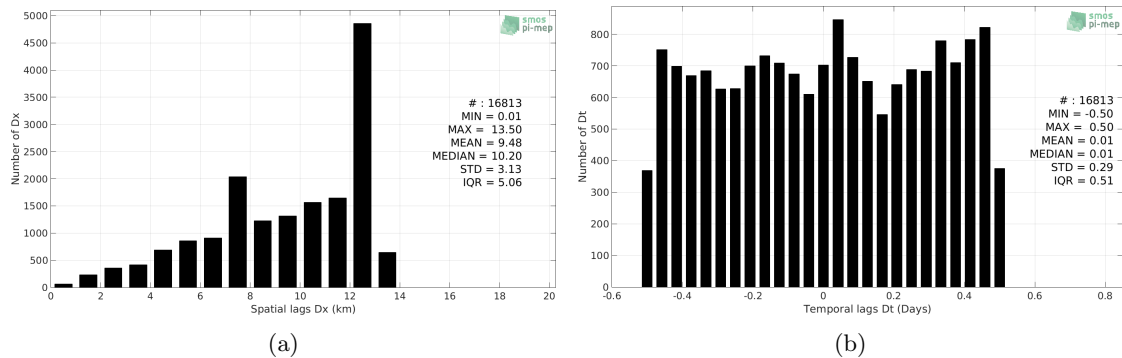 5000
4500
4000
3500
3000
2500
2000
1500
1000
500
0
Number of Dx
0 2 4 6 8 10 12 14 16 18 20
Spatial lags Dx (km)
smos
pi-mep
# : 16813
MIN = 0.01
MAX = 13.50
MEAN = 9.48
MEDIAN = 10.20
STD = 3.13
IQR = 5.06
(a)
800
700
600
500
400
300
200
100
0
Number of Dt
-0.6 -0.4 -0.2 0 0.2 0.4 0.6 0.8
Temporal lags Dt (Days)
smos
pi-mep
# : 16813
MIN = -0.50
MAX = 0.50
MEAN = 0.01
MEDIAN = 0.01
STD = 0.29
IQR = 0.51
(b)